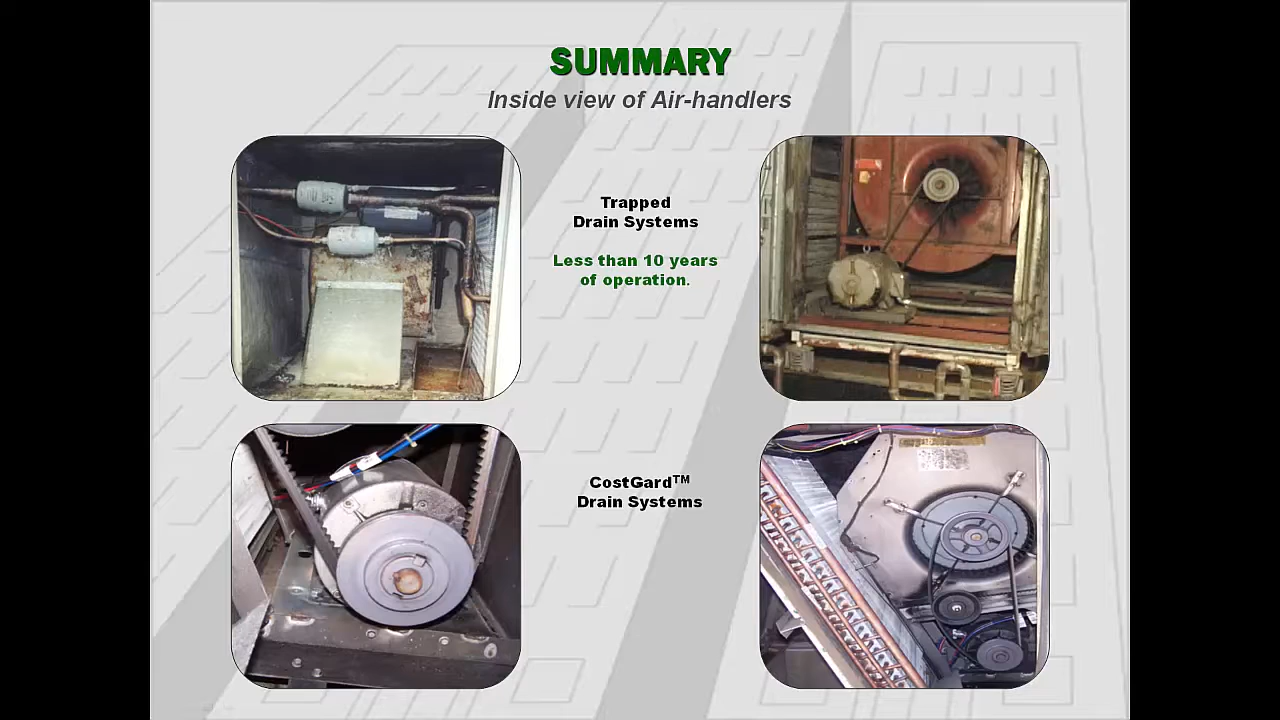 SUMMARY
Inside view of Air-handlers
Trapped
Drain Systems
Less than 10 years
of operation.
CostGard™
Drain Systems